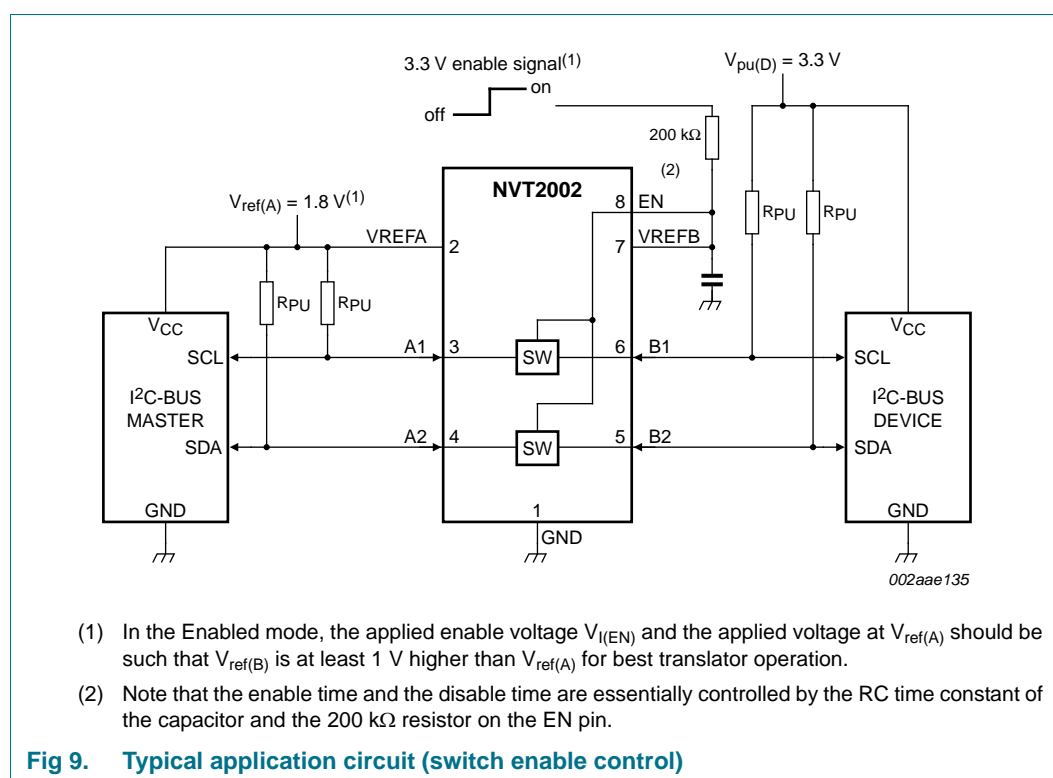 3.3 V enable signal(1)
off
on
Vpu(D) = 3.3 V
200 kΩ
(2)
NVT2002
Vref(A) = 1.8 V(1)
8 EN
RPU RPU
VREFA
2
7 VREFB
RPU RPU
VCC
VCC
SCL
A1 3
SW
6 B1
SCL
I2C-BUS
MASTER
I2C-BUS
DEVICE
SDA
A2 4
SW
5 B2
SDA
GND
1
GND
GND
002aae135
(1) In the Enabled mode, the applied enable voltage VI(EN) and the applied voltage at Vref(A) should be
such that Vref(B) is at least 1 V higher than Vref(A) for best translator operation.
(2) Note that the enable time and the disable time are essentially controlled by the RC time constant of
the capacitor and the 200 kΩ resistor on the EN pin.
Fig 9. Typical application circuit (switch enable control)